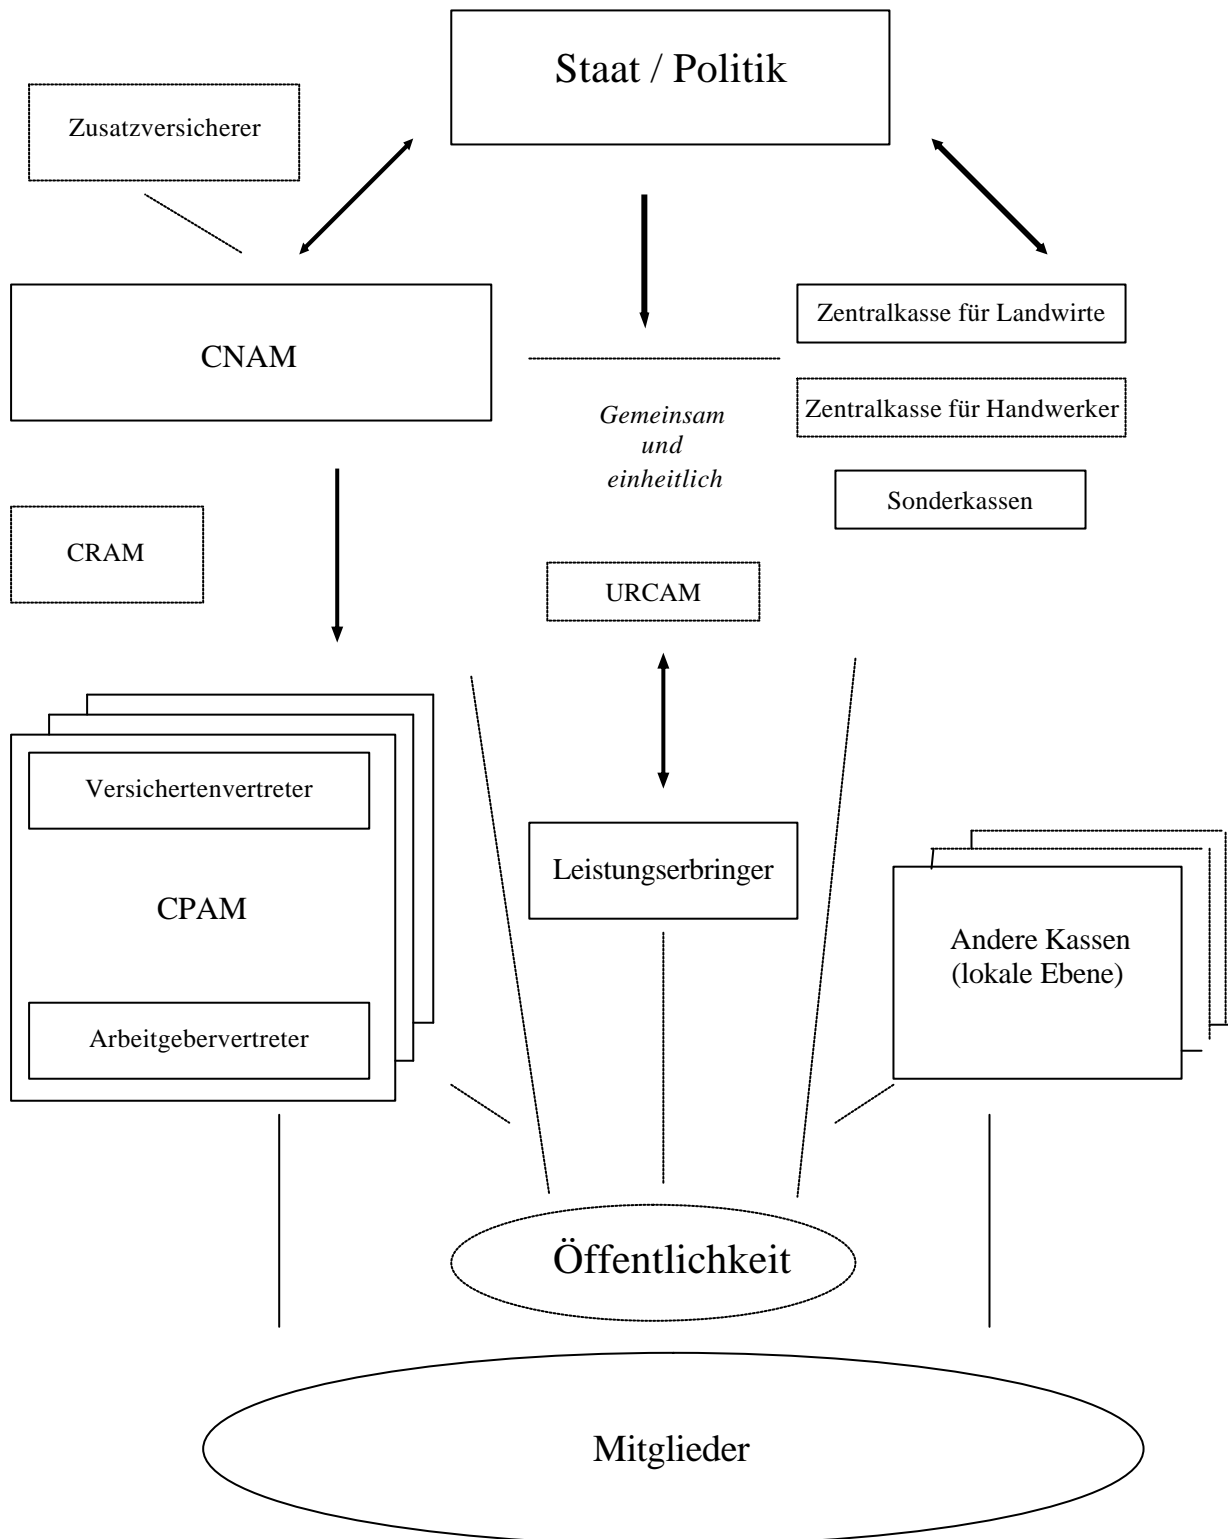 Staat / Politik
Zusatzversicherer
CNAM
Zentralkasse für Landwirte
Zentralkasse für Handwerker
Gemeinsam
und
einheitlich
Sonderkassen
CRAM
URCAM
Versichertenvertreter
CPAM
Arbeitgebervertreter
Leistungserbringer
Andere Kassen
(lokale Ebene)
Öffentlichkeit
Mitglieder